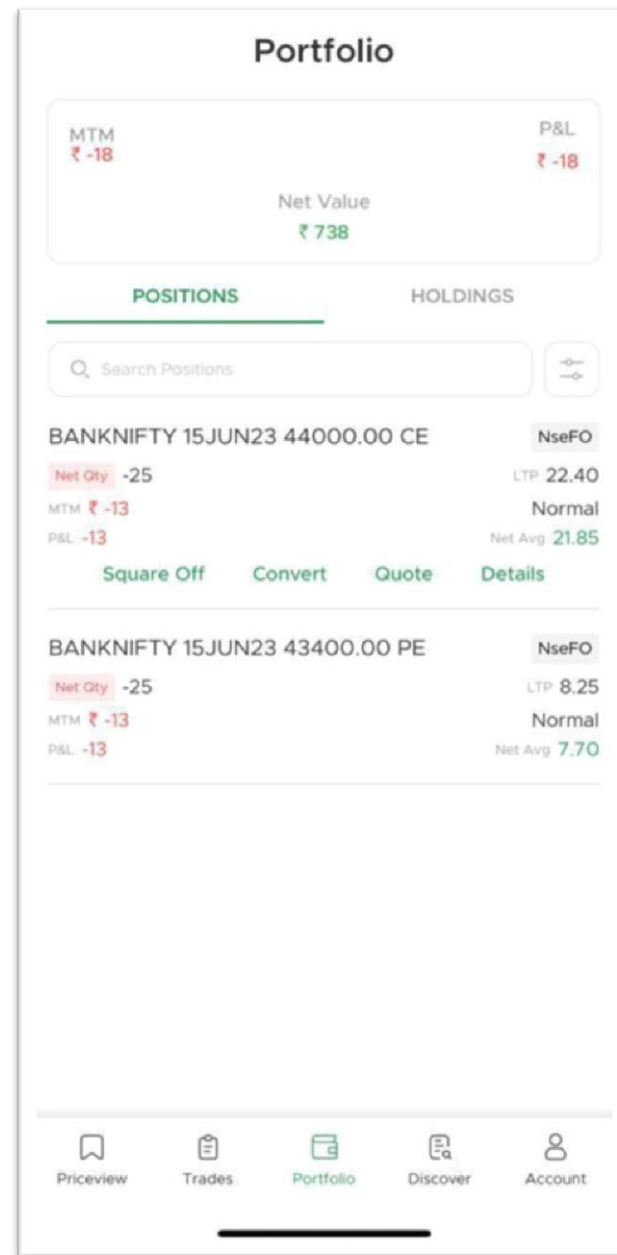 Portfolio
MTM P&L
₹ -18 ₹ -18
Net Value
₹ 738
POSITIONS HOLDINGS
Search Positions
BANKNIFTY 15JUN23 44000.00 CE NseFO
Net Qty -25 LTP 22.40
MTM ₹ -13 Normal
P&L -13 Net Avg 21.85
Square Off Convert Quote Details
BANKNIFTY 15JUN23 43400.00 PE NseFO
Net Qty -25 LTP 8.25
MTM ₹ -13 Normal
P&L -13 Net Avg 7.70
Priceview Trades Portfolio Discover Account